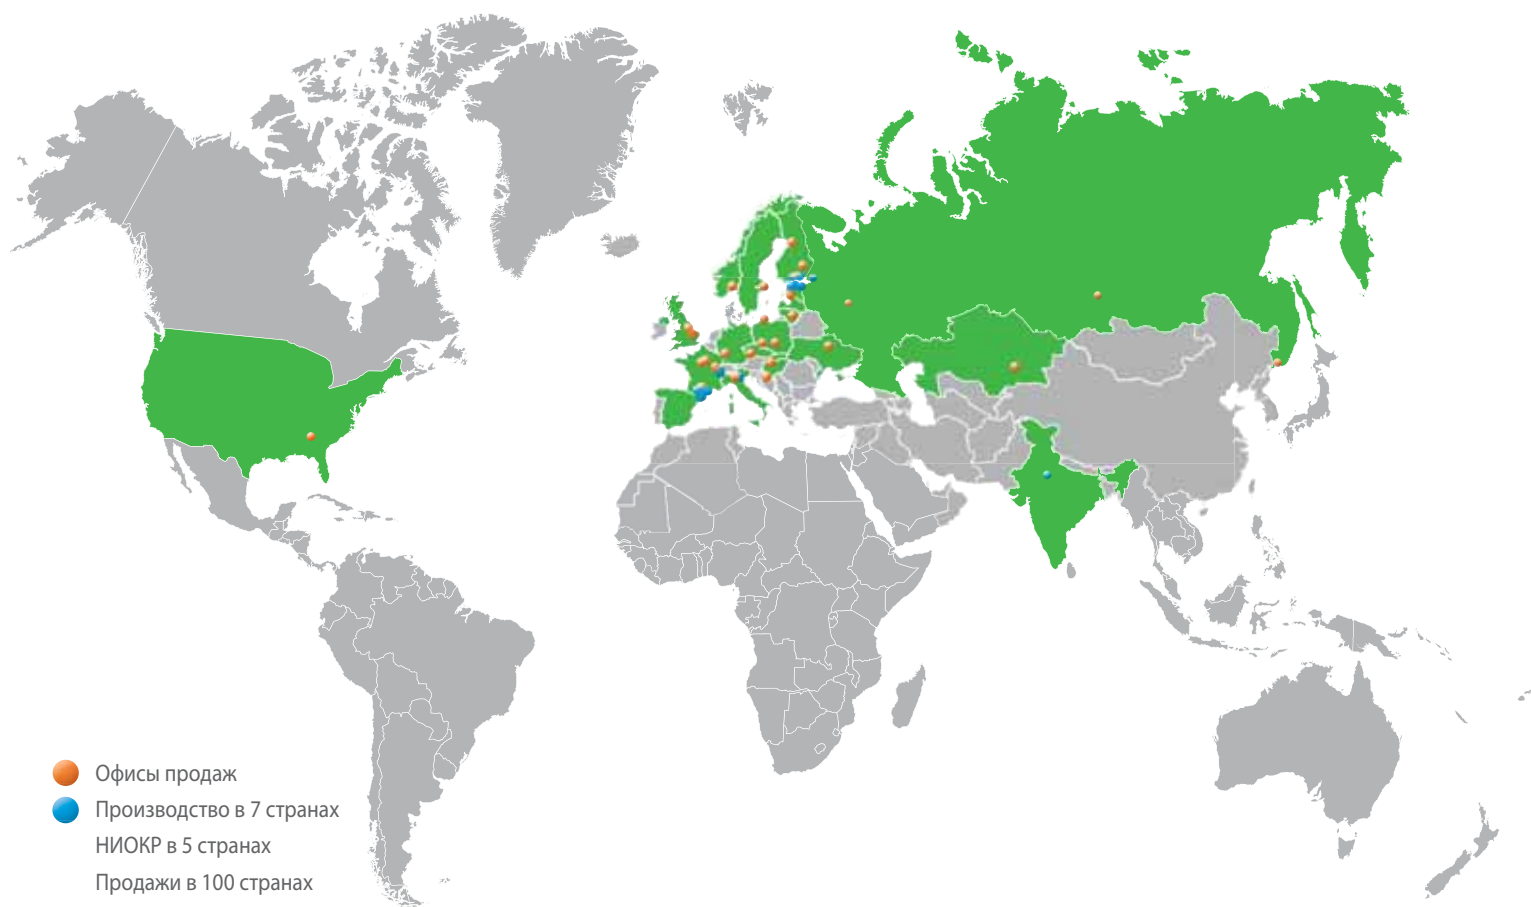 Офисы продаж
Производство в 7 странах
НИОКР в 5 странах
Продажи в 100 странах